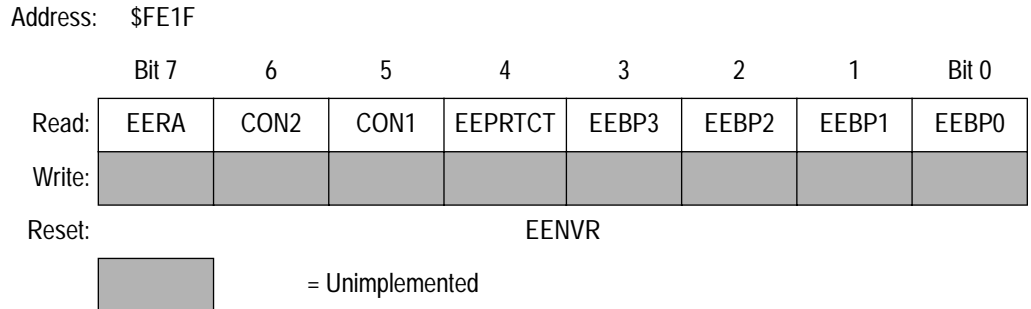 Address: $FE1F
Bit 7 6 5 4 3 2 1 Bit 0
Read: EERA CON2 CON1 EEPRTCT EEBP3 EEBP2 EEBP1 EEBP0
Write:
Reset: EENVR
= Unimplemented